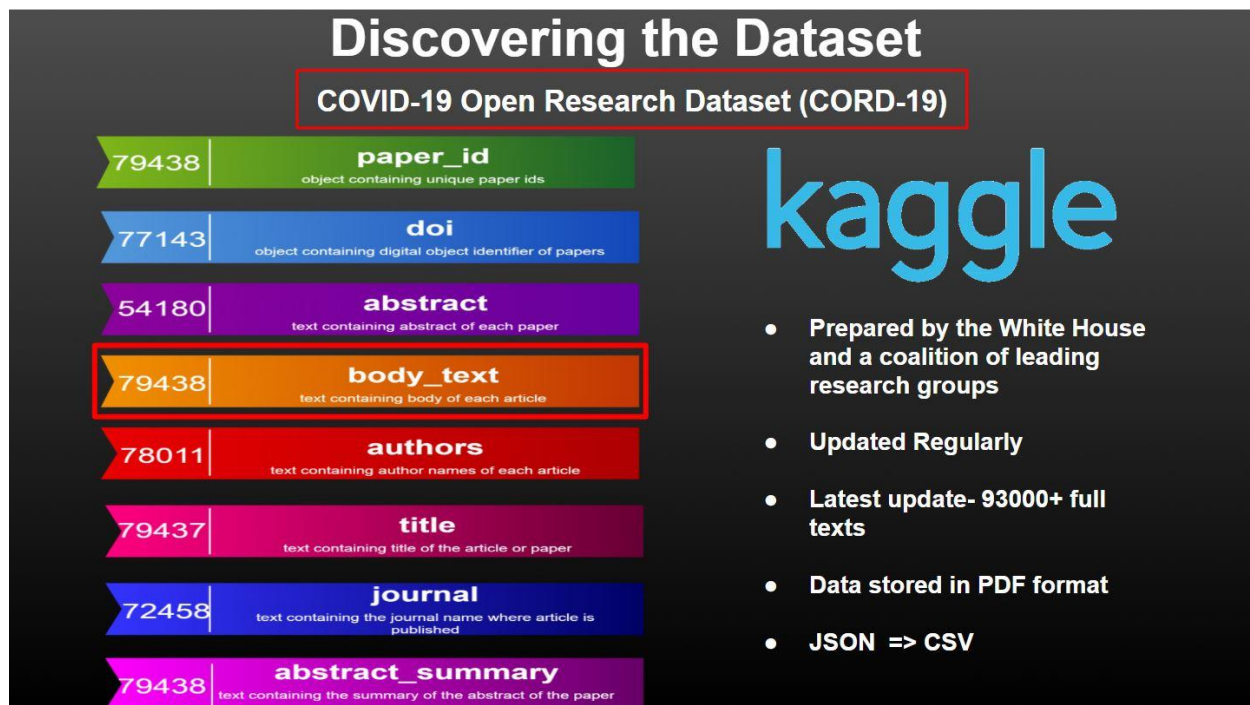 Discovering the Dataset
COVID-19 Open Research Dataset (CORD-19)
79438
paper_id
object containing unique paper ids
77143
doi
object containing digital object identifier of papers
54180
abstract
text containing abstract of each paper
79438
body_text
text containing body of each article
78011
authors
text containing author names of each article
79437
title
text containing title of the article or paper
72458
journal
text containing the journal name where article is
published
79438
abstract_summary
text containing the summary of the abstract of the paper
kaggle
● Prepared by the White House
and a coalition of leading
research groups
● Updated Regularly
● Latest update- 93000+ full
texts
● Data stored in PDF format
● JSON => CSV